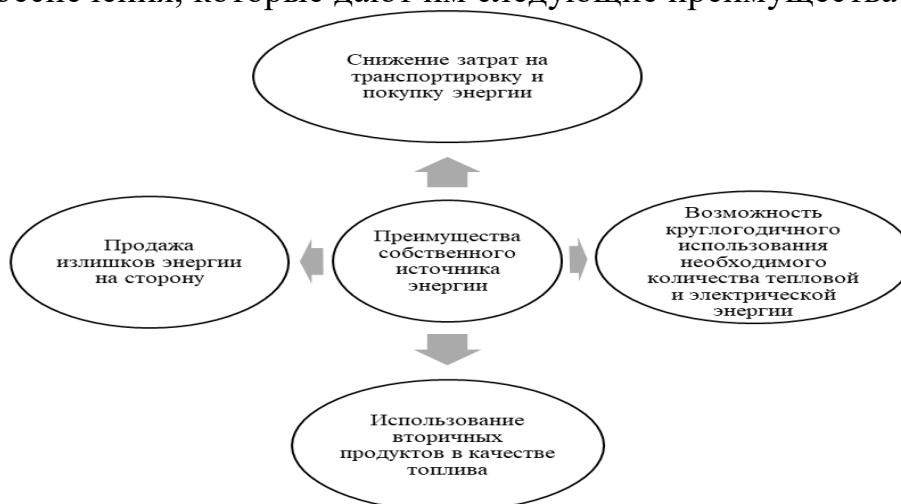 беспечения, которые дают им следующие преимущества
Снижение затрат на
транспортировку и
покупку энергии
Продажа
излишков энергии
на сторону
Преимущества
собственного
источника
энергии
Возможность
круглогодичного
использования
необходимого
количества тепловой
и электрической
энергии
Использование
вторичных
продуктов в качестве
топлива